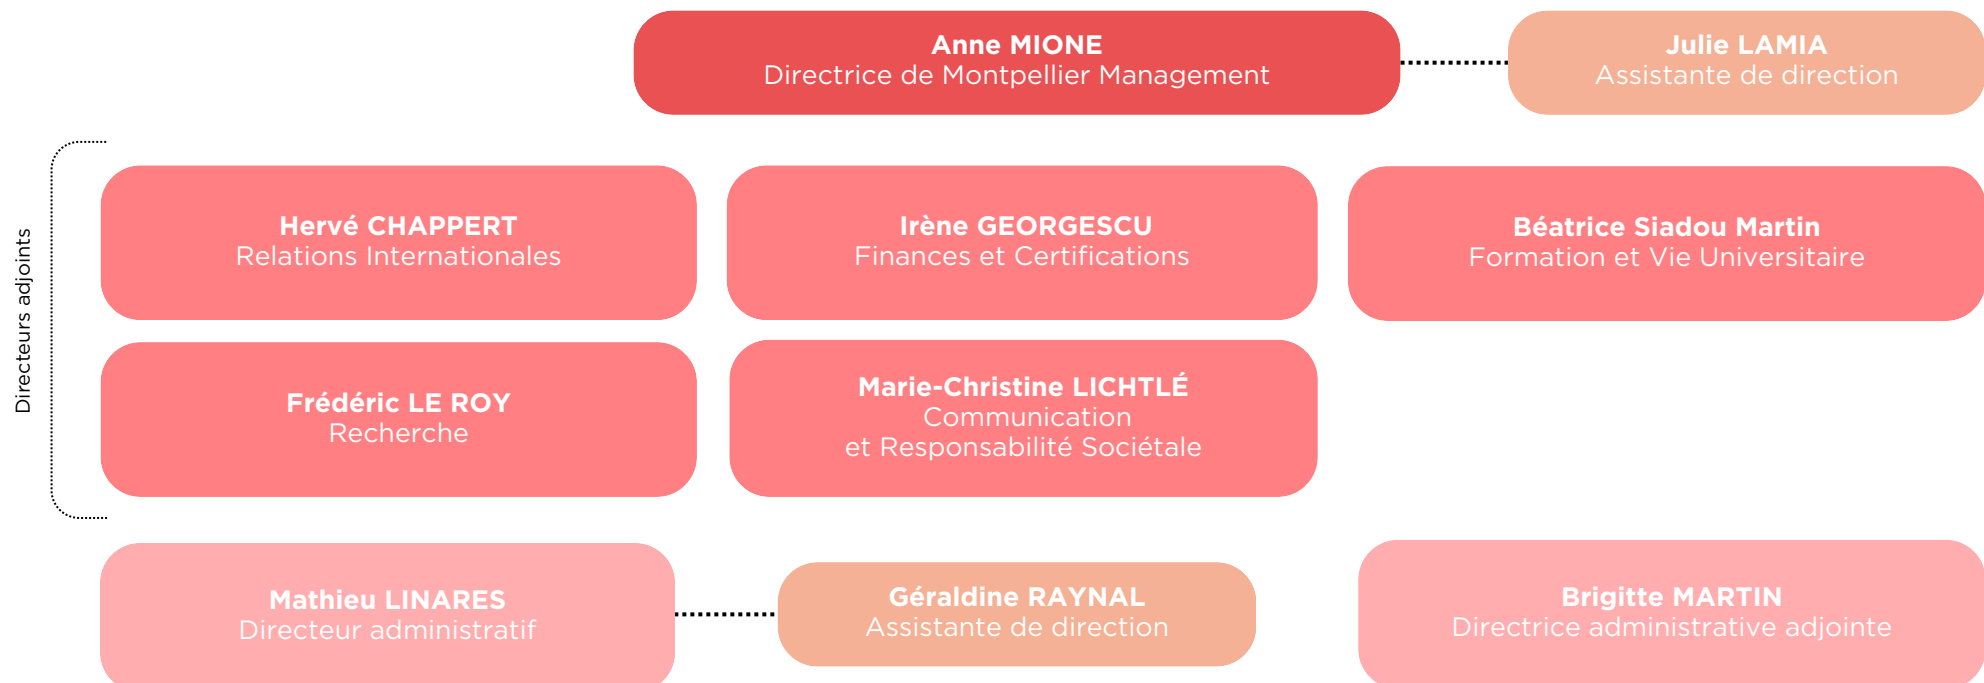 Anne MIONE
Directrice de Montpellier Management
Julie LAMIA
Assistante de direction
Directeurs adjoints
Hervé CHAPPERT
Relations Internationales
Irène GEORGESCU
Finances et Certifications
Béatrice Siadou Martin
Formation et Vie Universitaire
Frédéric LE ROY
Recherche
Marie-Christine LICHTLÉ
Communication
et Responsabilité Sociétale
Mathieu LINARES
Directeur administratif
Géraldine RAYNAL
Assistante de direction
Brigitte MARTIN
Directrice administrative adjointe